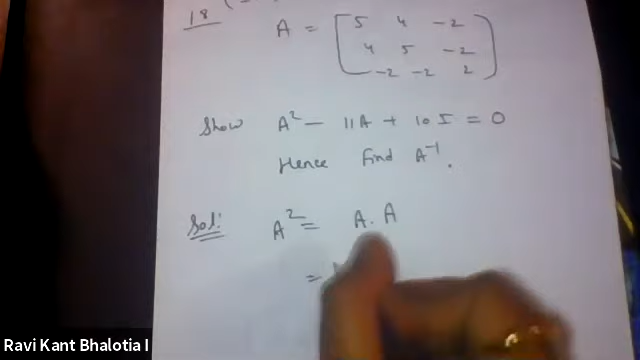 18
A = [ 5 4 -2
4 5 -2
-2 -2 2 ]
Show A² - 11A + 10I = 0
Hence find A⁻¹.
Sol: A² = A.A
=
Ravi Kant Bhalotia I